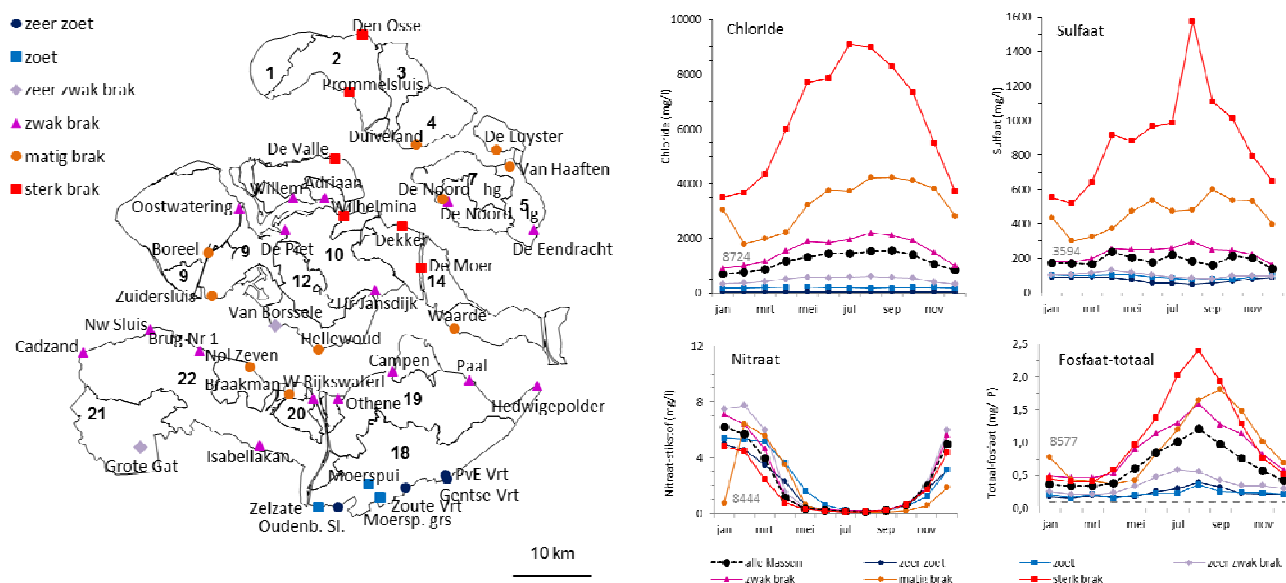 zeer zoet
zoet
zeer zwak brak
zwak brak
matig brak
sterk brak
Den Osse
1
2
3
Prommelsluis
4
Duiveland
De Luyster
Van Haaften
De Valle
7
Willem
Adriaan
De Noord hg
5
Oostwatering
Wilhelmina
De Noord lg
De Piet
Dekker
De Eendracht
Boreel
9
10
9
12
De Moer
14
Zuidersluis
Jansdijk
Van Borssele
Waarde
Nw Sluis
Brug Nr 1
Hellewoud
Cadzand
Nol Zeven
Campen
Paal
22
Braakman
W Rijkswaterl
19
Hedwigepolder
21
20
Othene
18
Grote Gat
Isabellakan
Moerspui
PvE Vrt
Gentse Vrt
Zelzate
Zoute Vrt
Oudenb. Sl.
Moersp. grs
10 km
Chloride
Chloride (mg/l)
10000
8000
6000
4000
2000
0
8724
jan mrt mei jul sep nov
Sulfaat
Sulfaat (mg/l)
1600
1400
1200
1000
800
600
400
200
0
3594
jan mrt mei jul sep nov
Nitraat
Nitraat-stikstof (mg/l)
12
8
4
0
8444
jan mrt mei jul sep nov
Fosfaat-totaal
Totaal-fosfaat (mg/ P)
2,5
2,0
1,5
1,0
0,5
0,0
8577
jan mrt mei jul sep nov
alle klassen zeer zoet zoet zeer zwak brak
zwak brak matig brak sterk brak